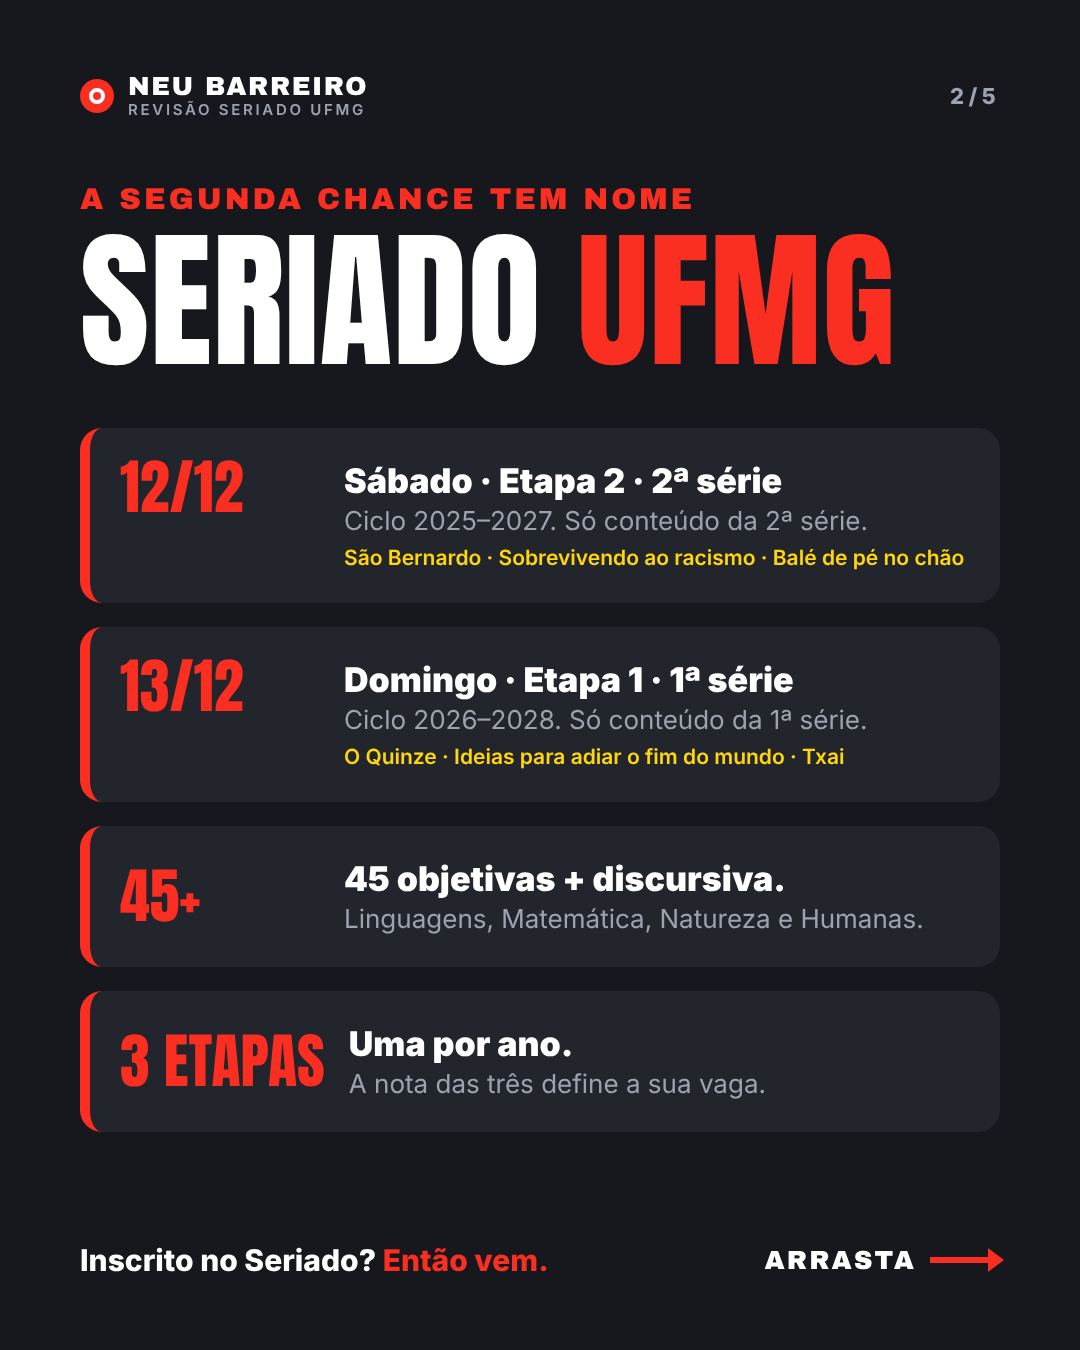 NEU BARREIRO
REVISÃO SERIADO UFMG
2/5
A SEGUNDA CHANCE TEM NOME
SERIADO UFMG
12/12
Sábado · Etapa 2 · 2ª série
Ciclo 2025–2027. Só conteúdo da 2ª série.
São Bernardo · Sobrevivendo ao racismo · Balé de pé no chão
13/12
Domingo · Etapa 1 · 1ª série
Ciclo 2026–2028. Só conteúdo da 1ª série.
O Quinze · Ideias para adiar o fim do mundo · Txai
45+
45 objetivas + discursiva.
Linguagens, Matemática, Natureza e Humanas.
3 ETAPAS
Uma por ano.
A nota das três define a sua vaga.
Inscrito no Seriado? Então vem.
ARRASTA